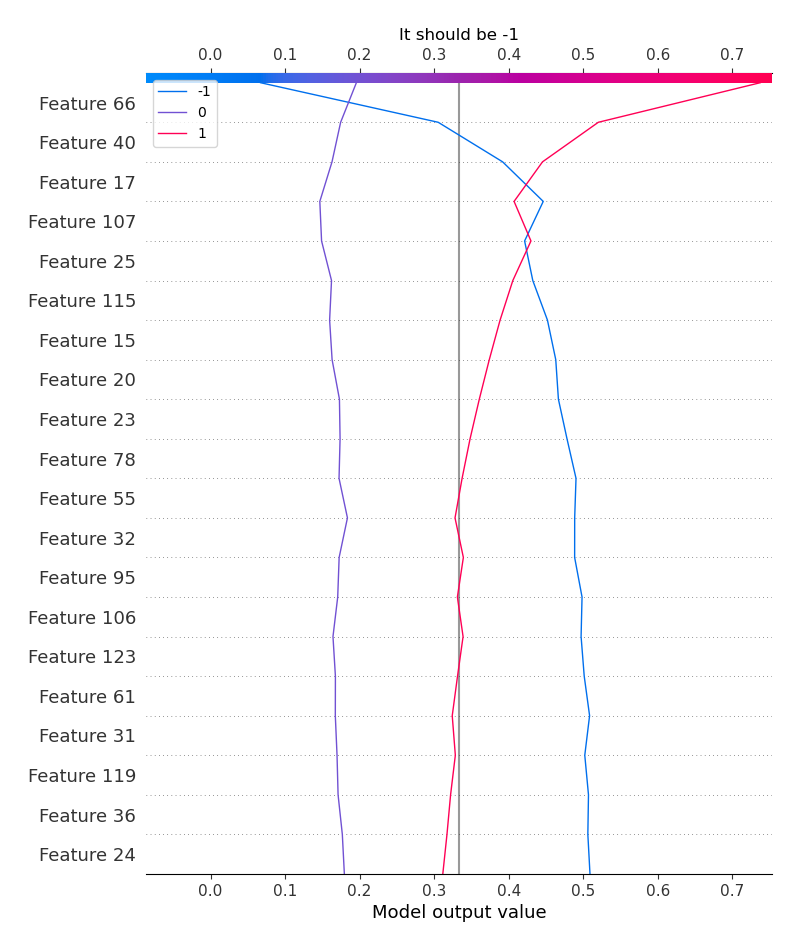 It should be -1
0.0 0.1 0.2 0.3 0.4 0.5 0.6 0.7
-1
0
1
Feature 66
Feature 40
Feature 17
Feature 107
Feature 25
Feature 115
Feature 15
Feature 20
Feature 23
Feature 78
Feature 55
Feature 32
Feature 95
Feature 106
Feature 123
Feature 61
Feature 31
Feature 119
Feature 36
Feature 24
0.0 0.1 0.2 0.3 0.4 0.5 0.6 0.7
Model output value